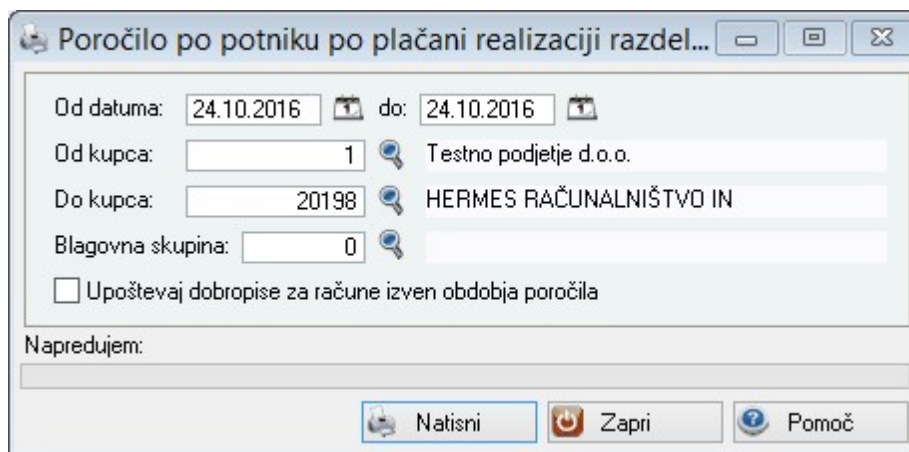 Poročilo po potniku po plačani realizaciji razdel...
Od datuma: 24.10.2016 do: 24.10.2016
Od kupca: 1 Testno podjetje d.o.o.
Do kupca: 20198 HERMES RAČUNALNIŠTVO IN
Blagovna skupina: 0
Upoštevaj dobropise za račune izven obdobja poročila
Napredujem:
Natisni Zapri Pomoč